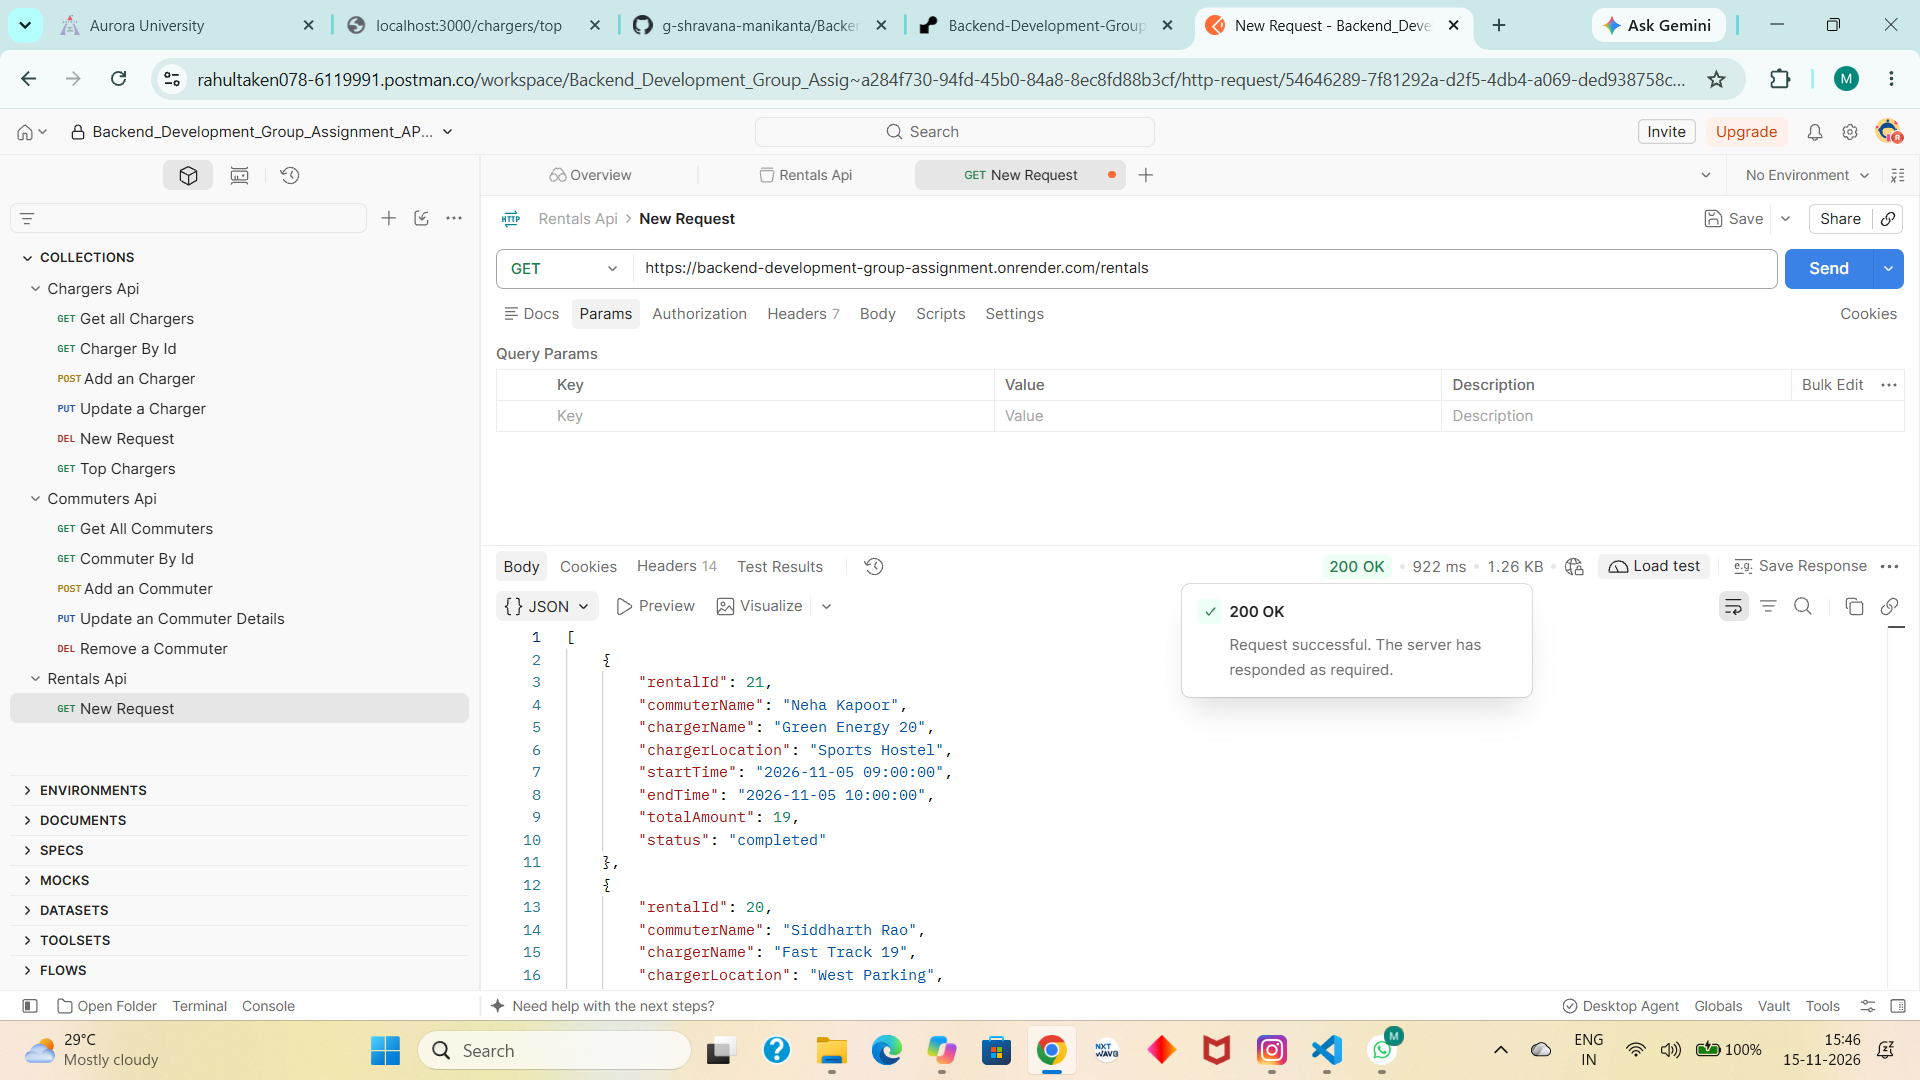 Aurora University
localhost:3000/chargers/top
g-shravana-manikanta/Backen
Backend-Development-Group
New Request - Backend_Deve
Ask Gemini
rahultaken078-6119991.postman.co/workspace/Backend_Development_Group_Assig~a284f730-94fd-45b0-84a8-8ec8fd88b3cf/http-request/54646289-7f81292a-d2f5-4db4-a069-ded938758c...
M
Backend_Development_Group_Assignment_AP...
Search
Invite
Upgrade
R
Overview
Rentals Api
GET New Request
No Environment
HTTP Rentals Api > New Request
Save
Share
COLLECTIONS
Chargers Api
GET Get all Chargers
GET Charger By Id
POST Add an Charger
PUT Update a Charger
DEL New Request
GET Top Chargers
Commuters Api
GET Get All Commuters
GET Commuter By Id
POST Add an Commuter
PUT Update an Commuter Details
DEL Remove a Commuter
Rentals Api
GET New Request
ENVIRONMENTS
DOCUMENTS
SPECS
MOCKS
DATASETS
TOOLSETS
FLOWS
GET https://backend-development-group-assignment.onrender.com/rentals
Send
Docs Params Authorization Headers 7 Body Scripts Settings
Cookies
Query Params
Key Value Description Bulk Edit
Key Value Description
Body Cookies Headers 14 Test Results
200 OK • 922 ms • 1.26 KB
Load test
e.g. Save Response
{} JSON Preview Visualize
200 OK
Request successful. The server has
responded as required.
1 [
2 {
3 "rentalId": 21,
4 "commuterName": "Neha Kapoor",
5 "chargerName": "Green Energy 20",
6 "chargerLocation": "Sports Hostel",
7 "startTime": "2026-11-05 09:00:00",
8 "endTime": "2026-11-05 10:00:00",
9 "totalAmount": 19,
10 "status": "completed"
11 },
12 {
13 "rentalId": 20,
14 "commuterName": "Siddharth Rao",
15 "chargerName": "Fast Track 19",
16 "chargerLocation": "West Parking",
Open Folder Terminal Console
Need help with the next steps?
Desktop Agent Globals Vault Tools
29°C
Mostly cloudy
Search
NXT
WAVE
M
ENG
IN
100%
15:46
15-11-2026